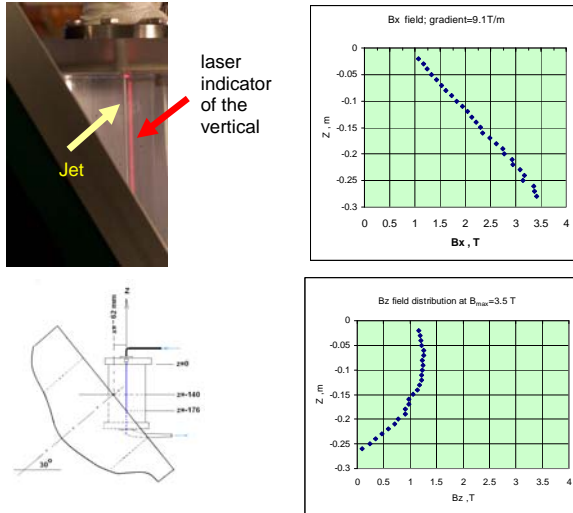 laser
indicator
of the
vertical
Jet
Bx field; gradient=9.1T/m
0
-0.05
-0.1
-0.15
-0.2
-0.25
-0.3
Z , m
0 0.5 1 1.5 2 2.5 3 3.5 4
Bx , T
z
x=-62 mm
z=0
z=-140
z=-176
30°
Bz field distribution at Bmax=3.5 T
0
-0.05
-0.1
-0.15
-0.2
-0.25
-0.3
Z , m
0 0.5 1 1.5 2 2.5 3 3.5 4
Bz ,T